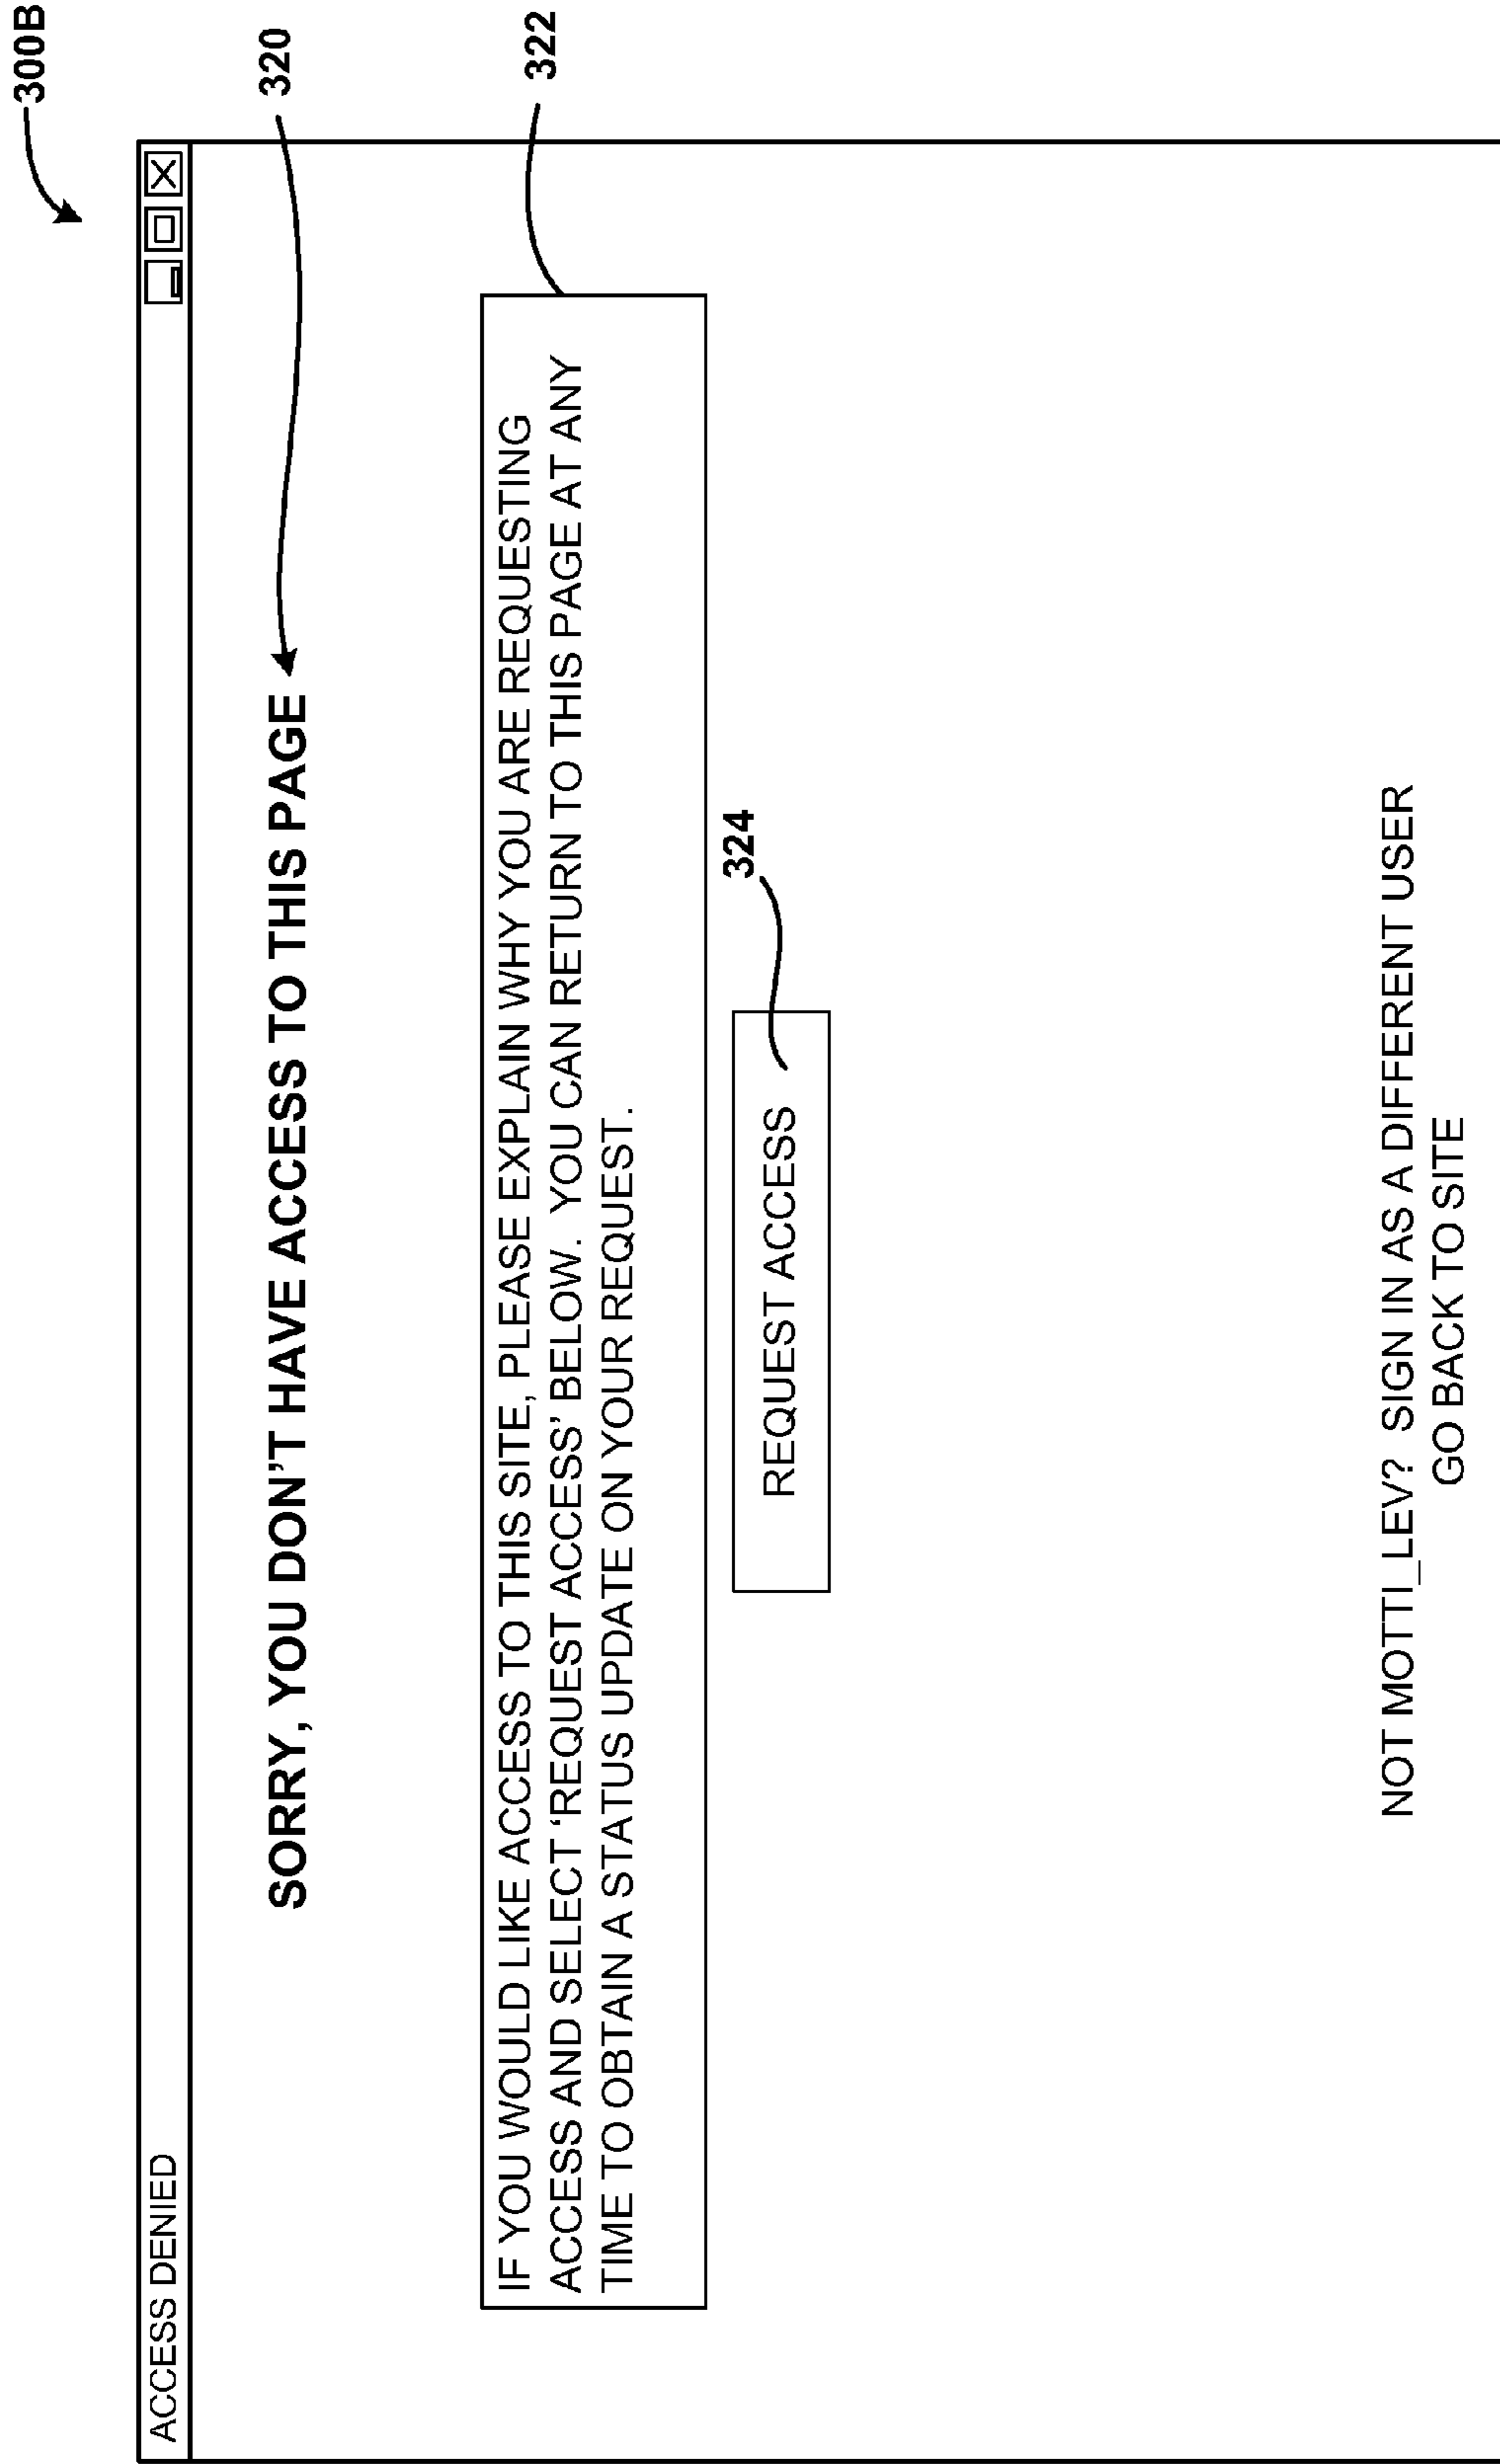 300B
ACCESS DENIED
320
SORRY, YOU DON'T HAVE ACCESS TO THIS PAGE
322
IF YOU WOULD LIKE ACCESS TO THIS SITE, PLEASE EXPLAIN WHY YOU ARE REQUESTING
ACCESS AND SELECT ‘REQUEST ACCESS’ BELOW. YOU CAN RETURN TO THIS PAGE AT ANY
TIME TO OBTAIN A STATUS UPDATE ON YOUR REQUEST.
324
REQUEST ACCESS
NOT MOTTI_LEV? SIGN IN AS A DIFFERENT USER
GO BACK TO SITE